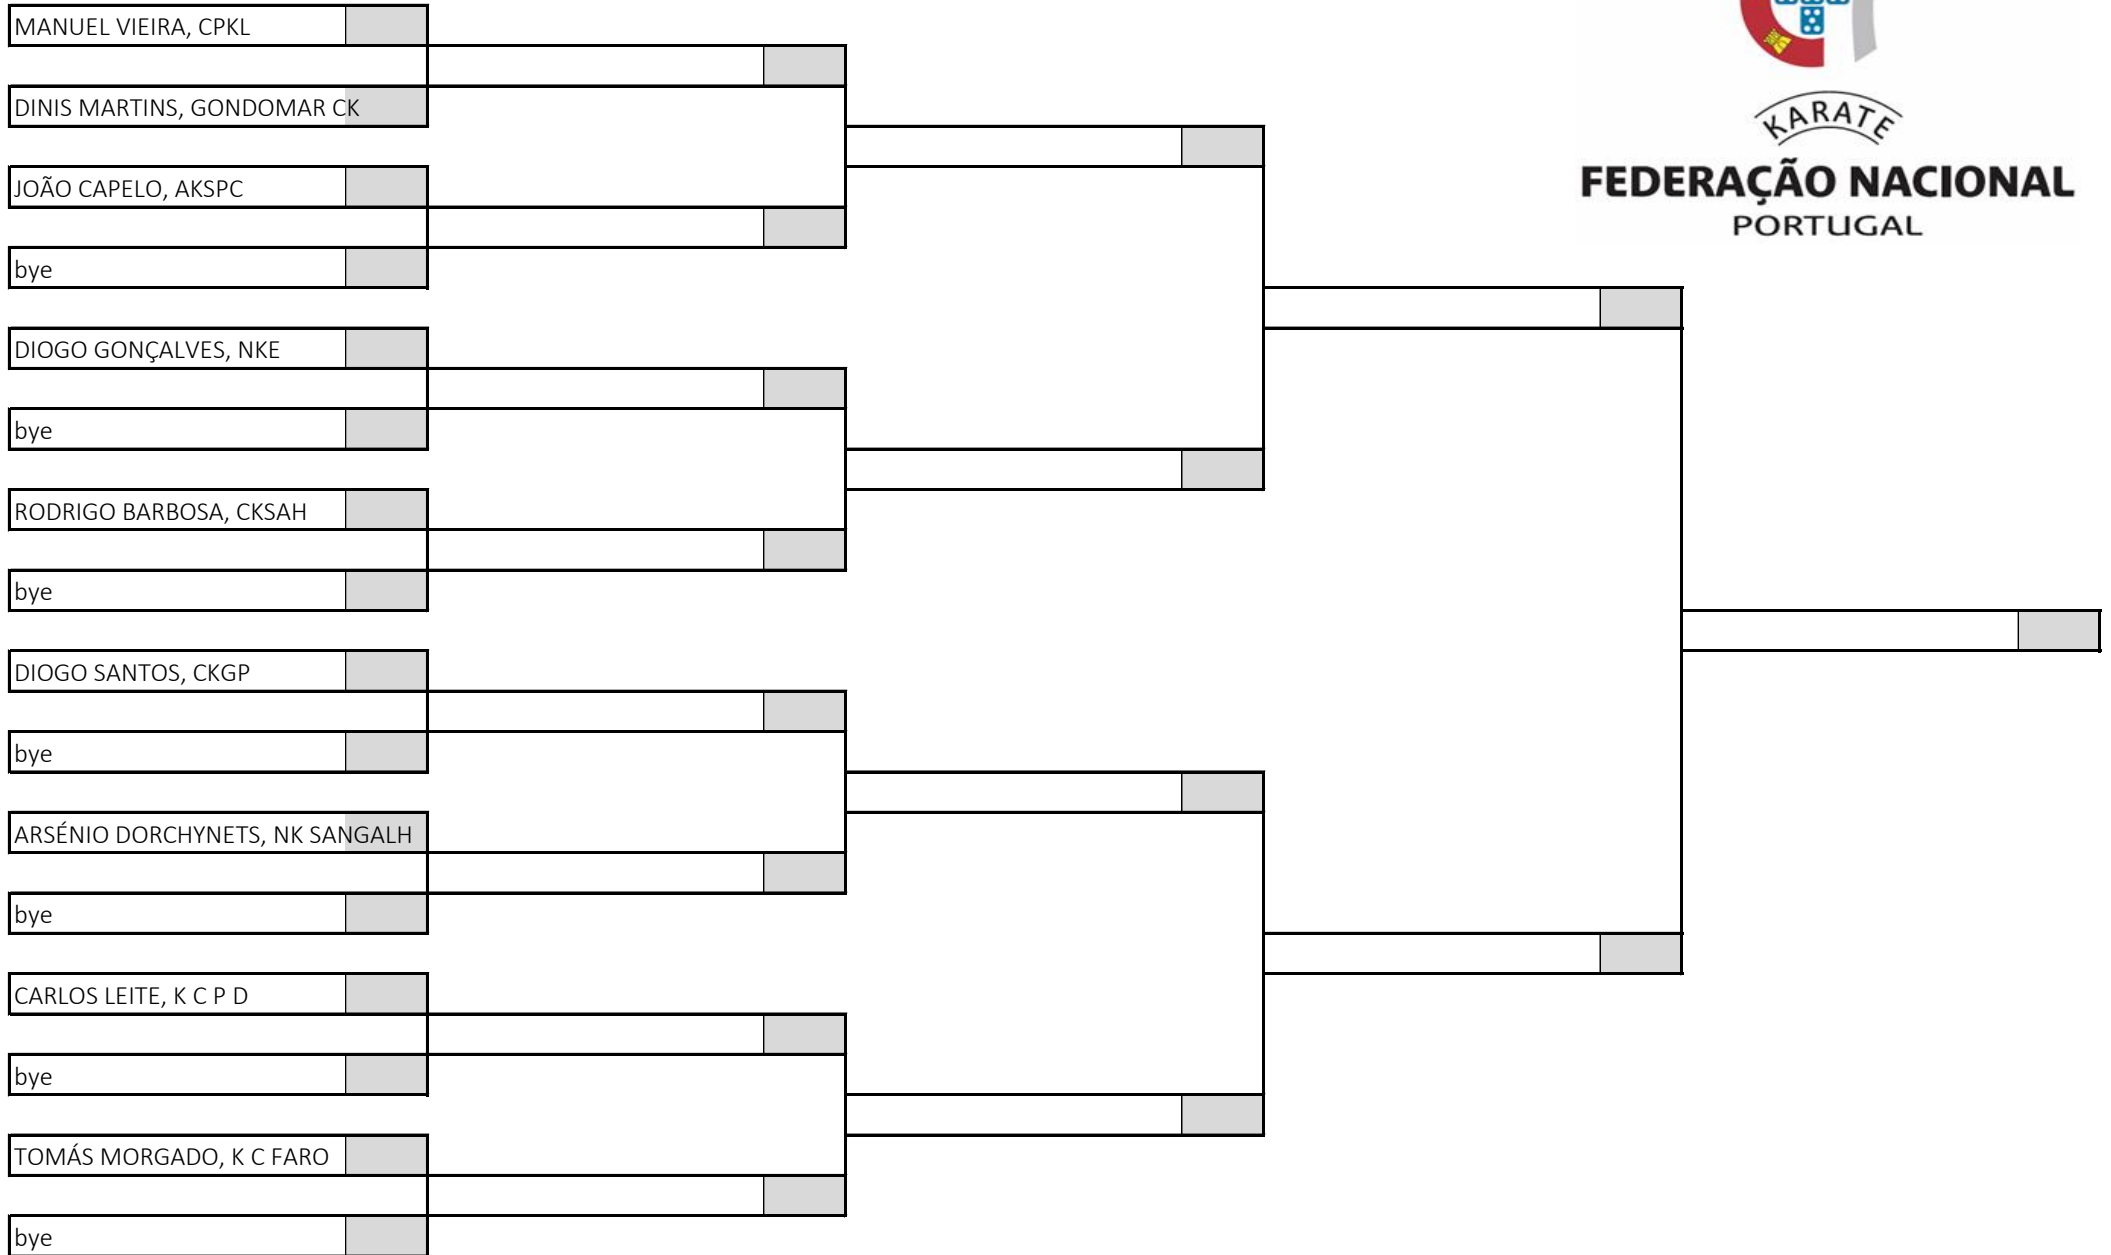 MANUEL VIEIRA, CPKL
DINIS MARTINS, GONDOMAR CK
JOÃO CAPELO, AKSPC
bye
DIOGO GONÇALVES, NKE
bye
RODRIGO BARBOSA, CKSAH
bye
DIOGO SANTOS, CKGP
bye
ARSÉNIO DORCHYNETS, NK SANGALH
bye
CARLOS LEITE, K C P D
bye
TOMÁS MORGADO, K C FARO
bye
KARATE
FEDERAÇÃO NACIONAL
PORTUGAL